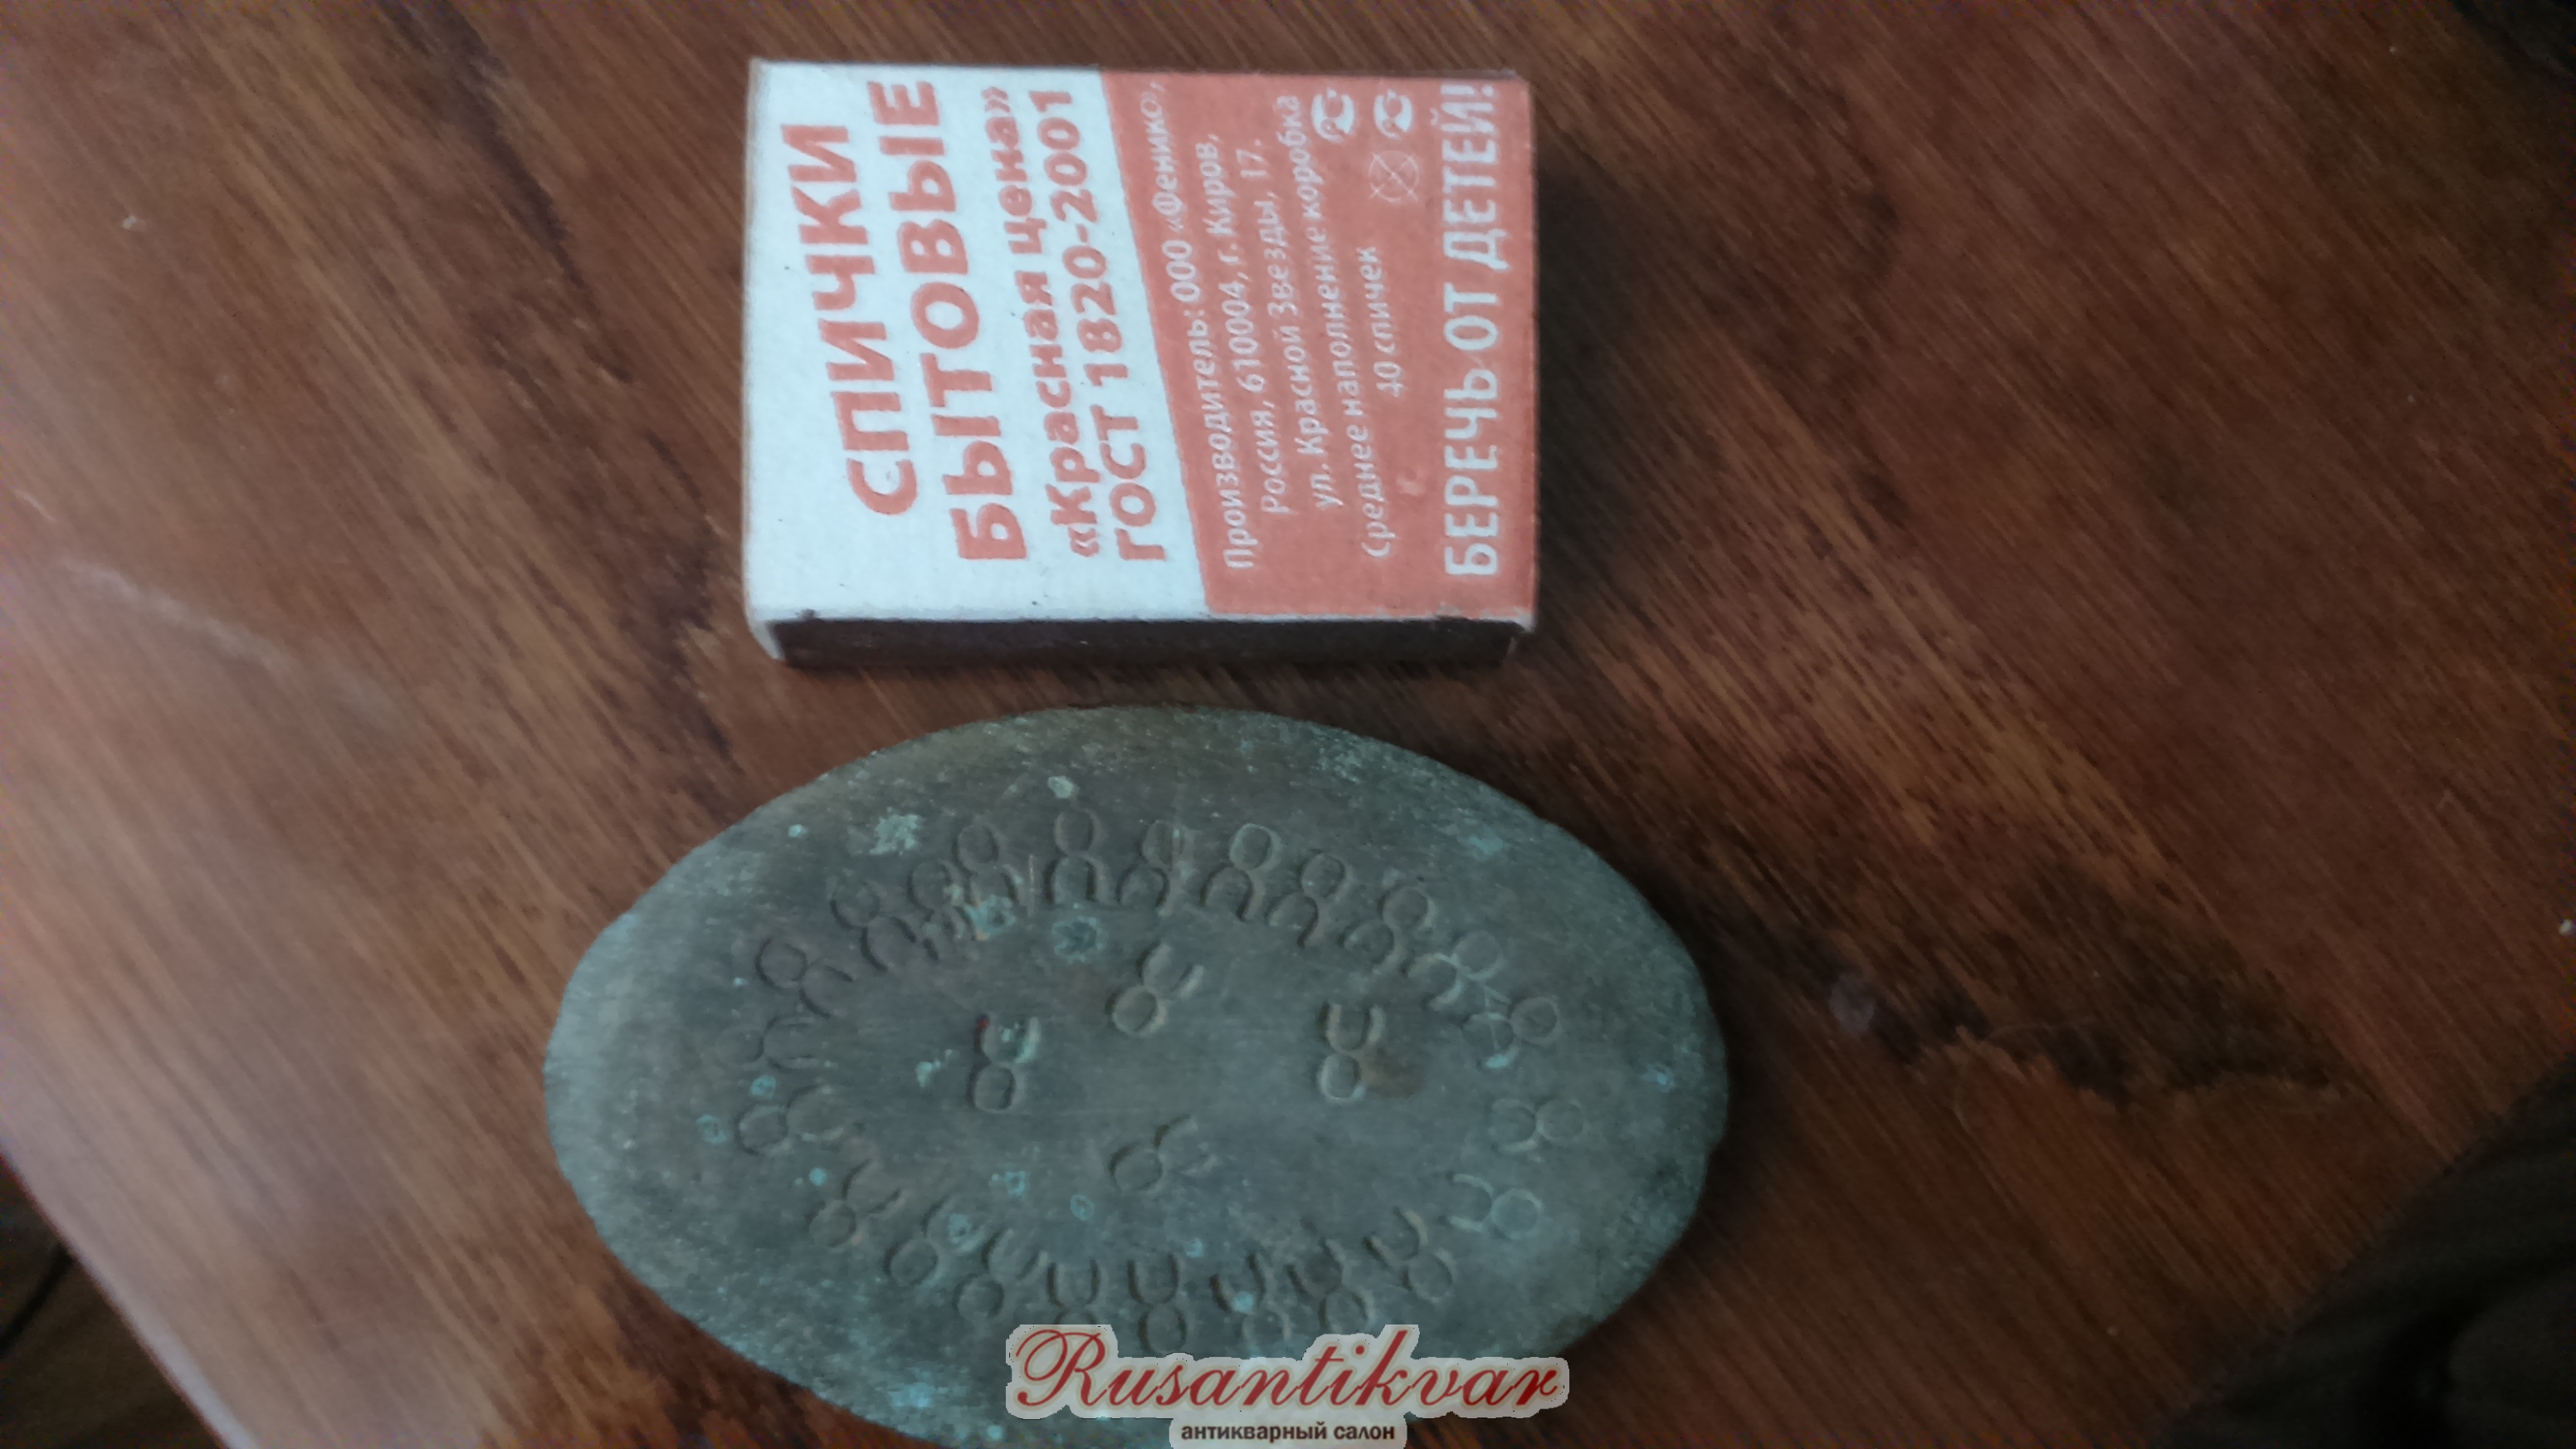 СПИЧКИ
БЫТОВЫЕ
«Красная цена»
ГОСТ 1820-2001
Производитель: ООО «Феникс»,
Россия, 610004, г. Киров,
ул. Красной Звезды, 17.
Среднее наполнение коробка
40 спичек
БЕРЕЧЬ ОТ ДЕТЕЙ!
Rusantikvar
антикварный салон